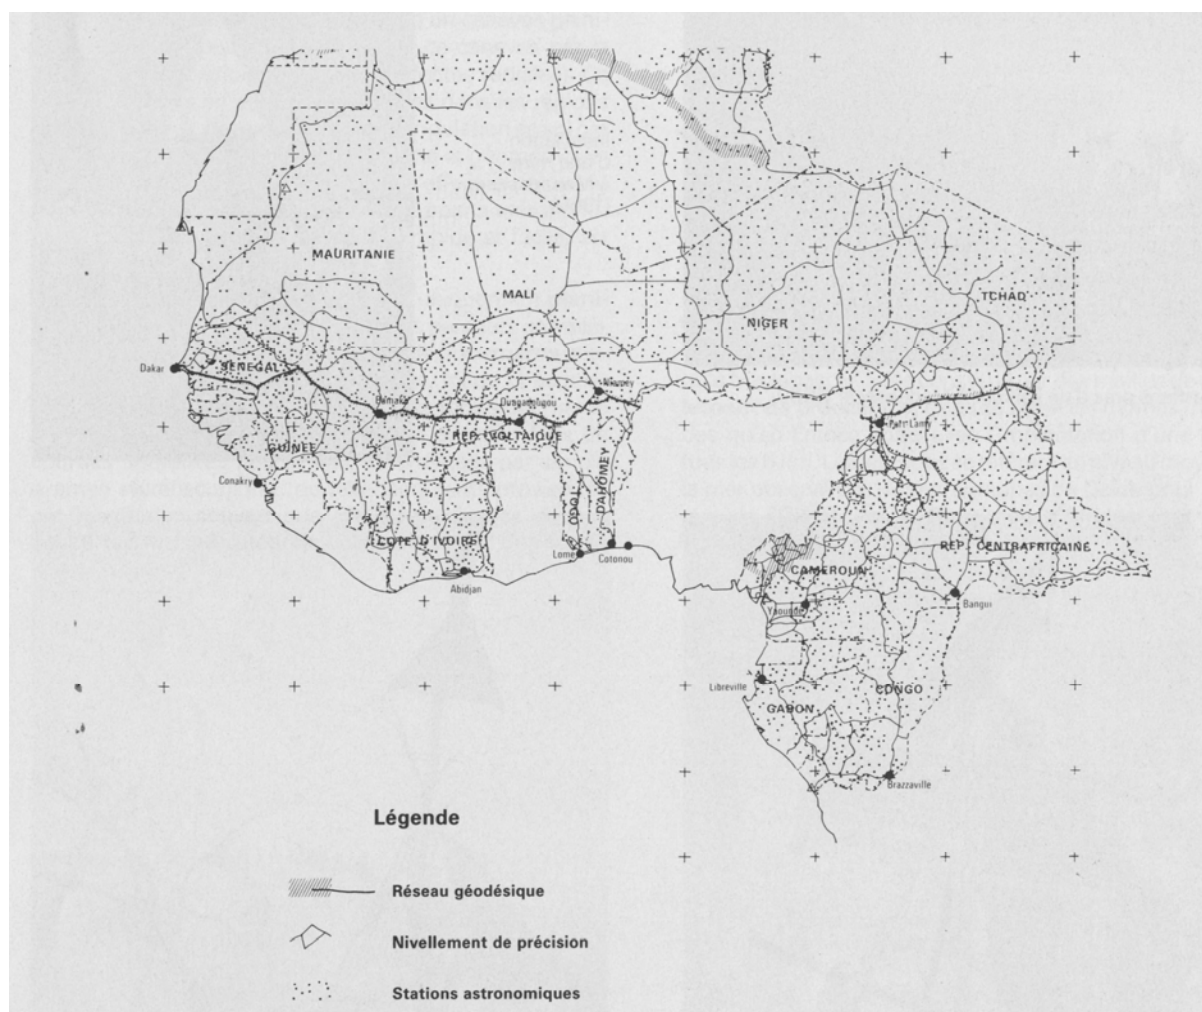 MAURITANIE
MALI
TCHAD
NIGER
Dakar
SENEGAL
Niamey
Bamako
Ouagadougou
Fort Lamy
REP. VOLTAIQUE
GUINEE
DAHOMEY
Conakry
TOGO
COTE D'IVOIRE
Lome
Cotonou
REP. CENTRAFRICAINE
CAMEROUN
Abidjan
Yaounde
Bangui
Libreville
CONGO
GABON
Brazzaville
Légende
Réseau géodésique
Nivellement de précision
Stations astronomiques